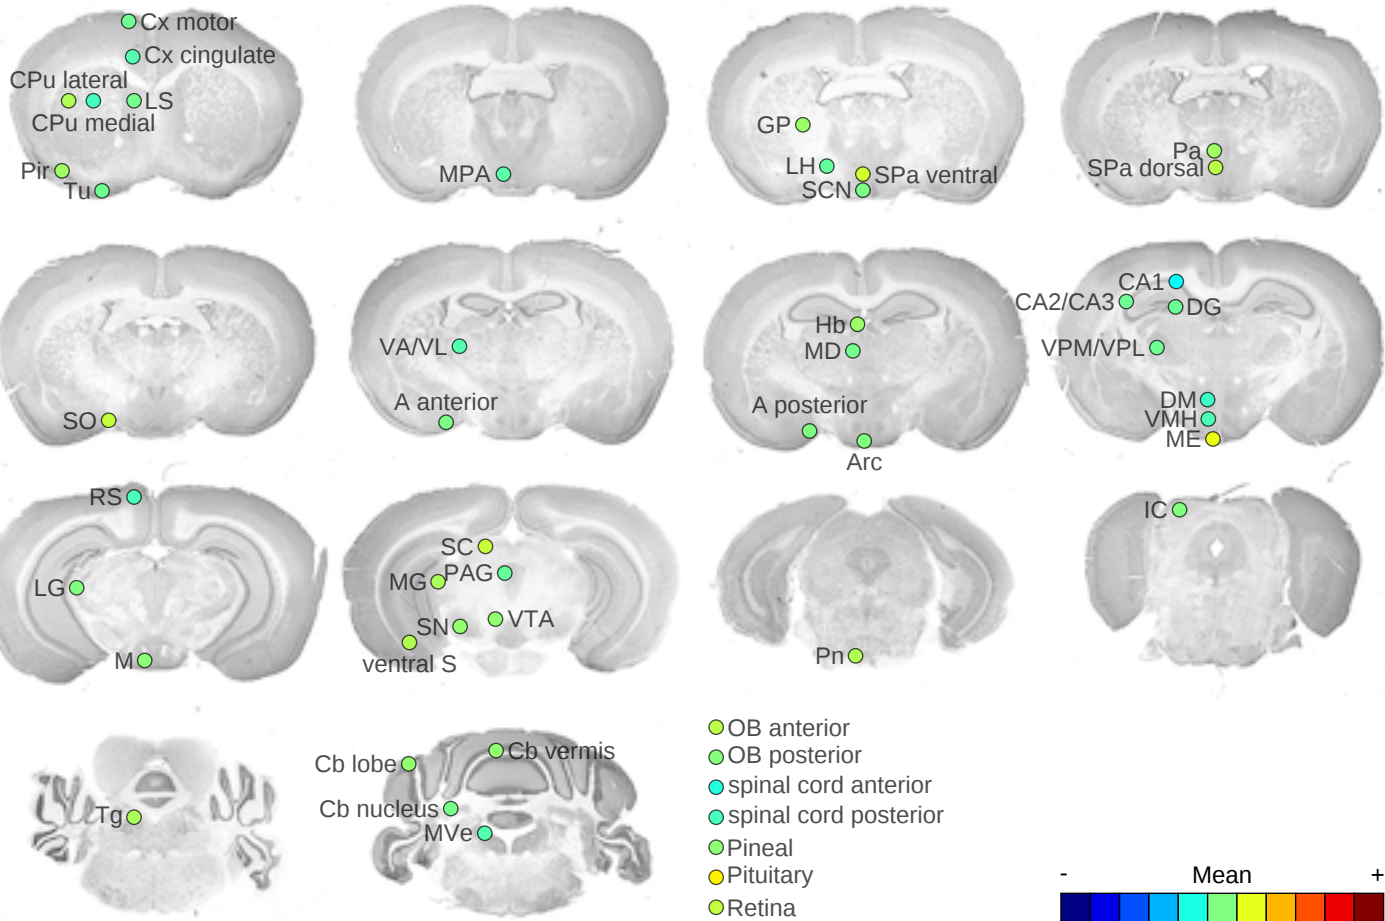 Cx motor
Cx cingulate
CPu lateral
LS
CPu medial
Pir
Tu
MPA
GP
LH
SPa ventral
SCN
Pa
SPa dorsal
SO
VA/VL
A anterior
Hb
MD
A posterior
Arc
CA1
CA2/CA3
DG
VPM/VPL
DM
VMH
ME
RS
LG
M
SC
MG
PAG
SN
VTA
ventral S
Pn
IC
Tg
Cb lobe
Cb vermis
Cb nucleus
MVe
OB anterior
OB posterior
spinal cord anterior
spinal cord posterior
Pineal
Pituitary
Retina
- Mean +